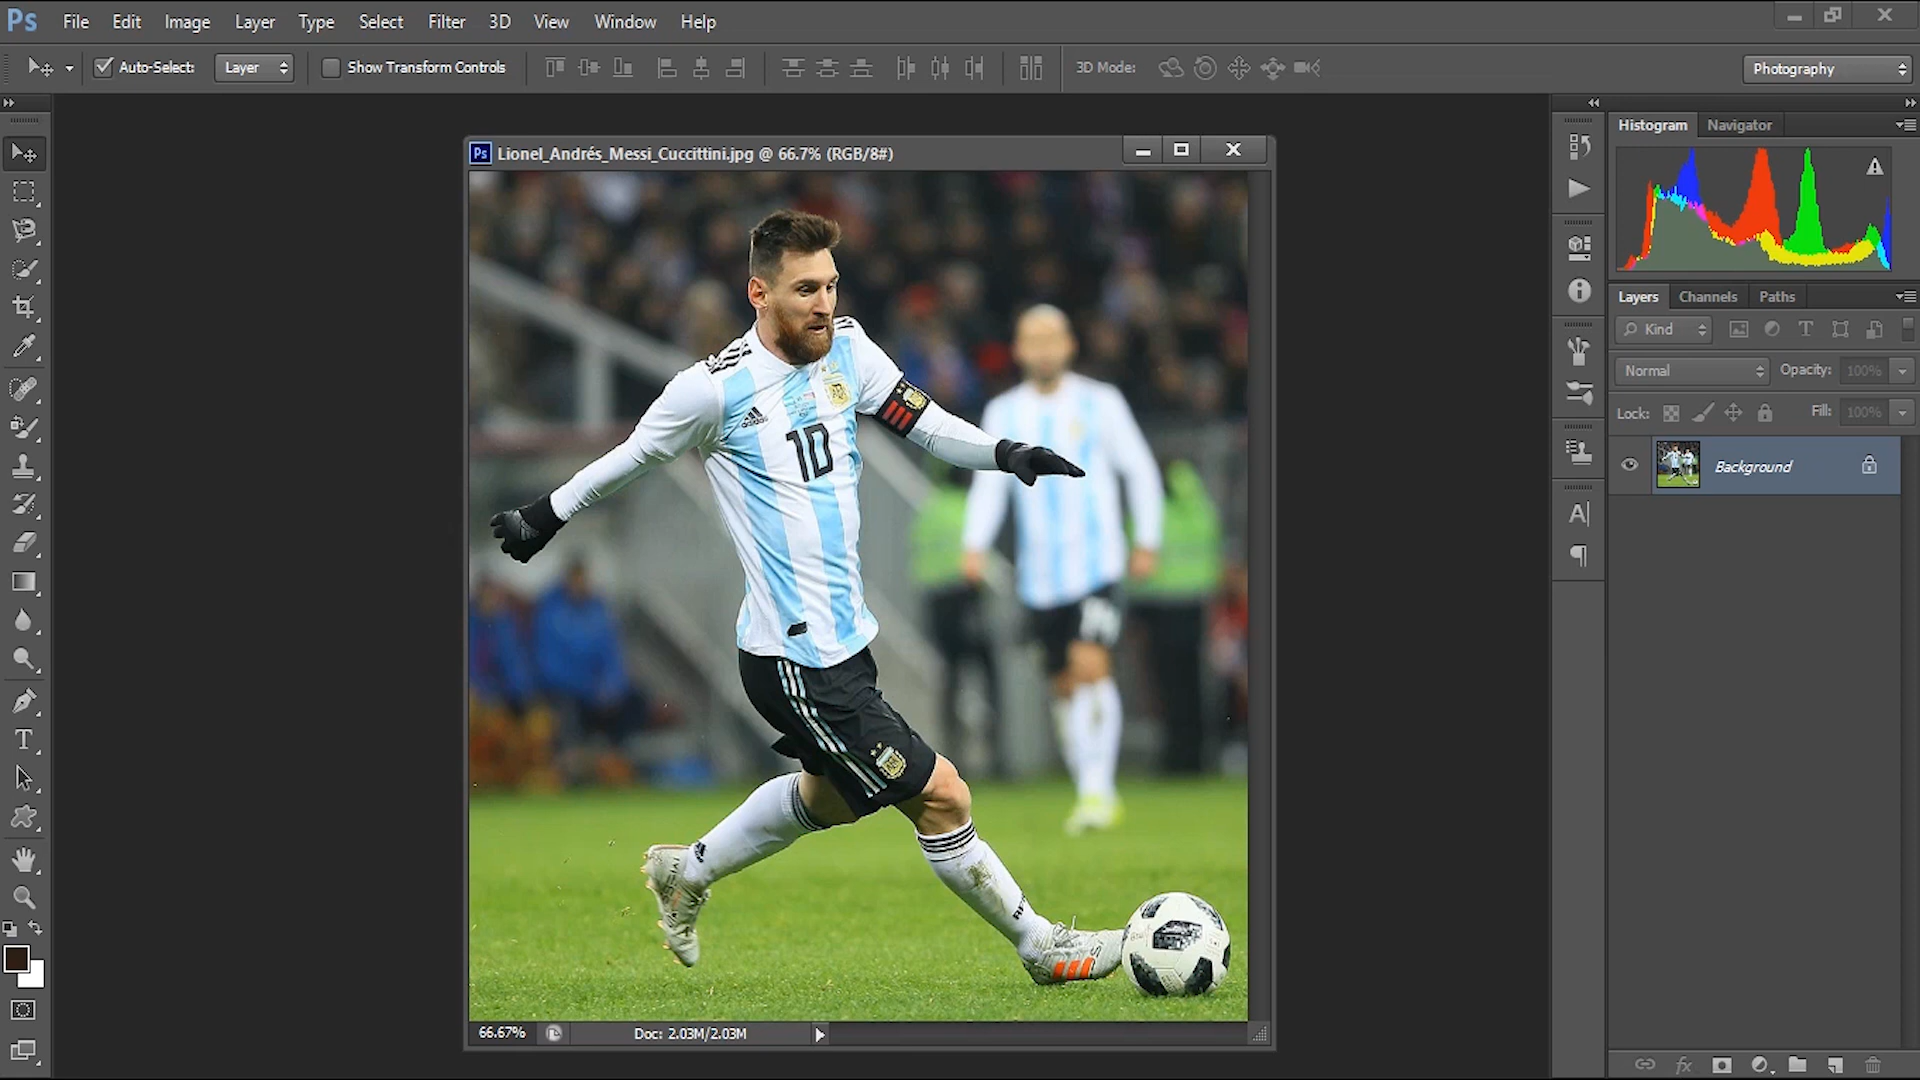 Ps File Edit Image Layer Type Select Filter 3D View Window Help
Auto-Select: Layer Show Transform Controls 3D Mode: Photography
Ps Lionel_Andrés_Messi_Cuccittini.jpg @ 66.7% (RGB/8#)
Histogram Navigator
Layers Channels Paths
Kind
Normal Opacity: 100%
Lock: Fill: 100%
Background
adidas
10
66.67% Doc: 2.03M/2.03M